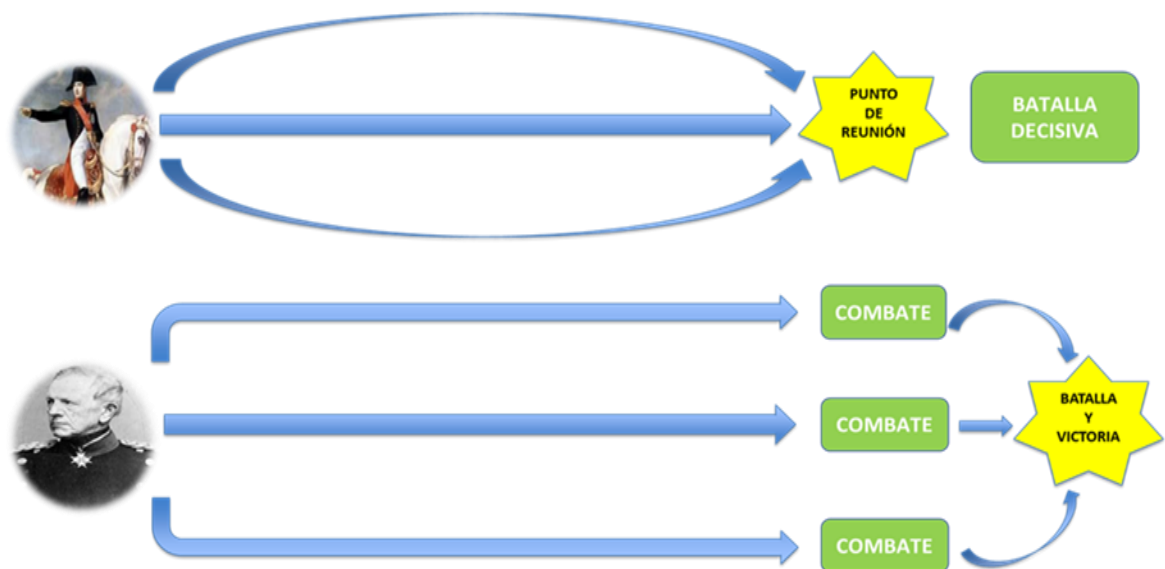 PUNTO
DE
REUNIÓN
BATALLA
DECISIVA
COMBATE
COMBATE
BATALLA
Y
VICTORIA
COMBATE